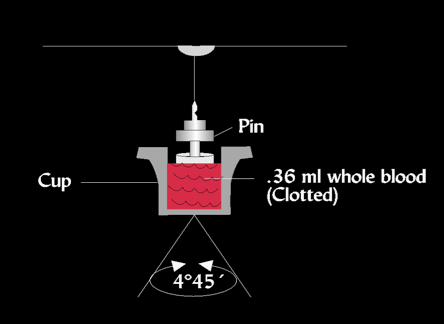 Pin
Cup
.36 ml whole blood
(Clotted)
4°45´